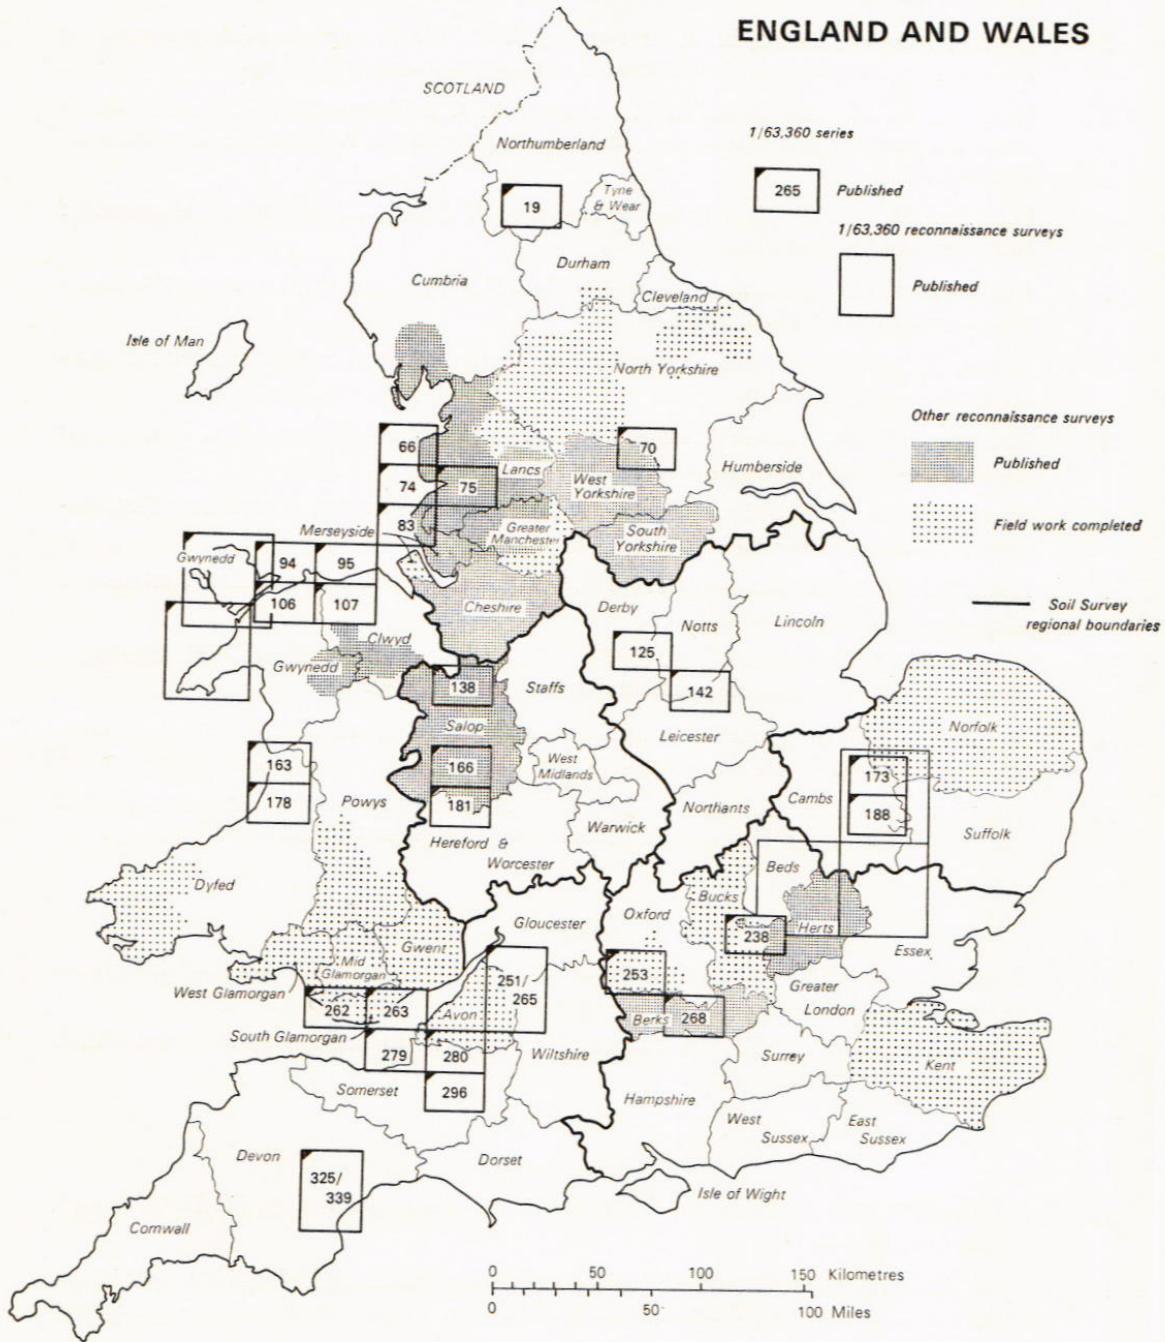 ENGLAND AND WALES
SCOTLAND
Northumberland
1/63,360 series
265
Published
Tyne
& Wear
19
1/63,360 reconnaissance surveys
Published
Durham
Cumbria
Cleveland
Isle of Man
North Yorkshire
Other reconnaissance surveys
Published
Field work completed
66
70
Lancs
Humberside
74
75
West
Yorkshire
Merseyside
83
Greater
Manchester
South
Yorkshire
Gwynedd
94
95
106
107
Cheshire
Derby
Notts
Lincoln
Soil Survey
regional boundaries
Clwyd
Gwynedd
125
138
Staffs
142
Salop
Leicester
Norfolk
163
166
West
Midlands
173
178
Powys
181
Northants
Cambs
188
Warwick
Suffolk
Hereford &
Worcester
Beds
Dyfed
Bucks
Oxford
Gloucester
Herts
238
Gwent
Essex
Mid
Glamorgan
251/
265
253
West Glamorgan
Greater
London
262
263
Avon
Berks
268
South Glamorgan
279
280
Wiltshire
Surrey
Kent
Somerset
296
Hampshire
West
Sussex
East
Sussex
Devon
Dorset
325/
339
Isle of Wight
Cornwall
0 50 100 150 Kilometres
0 50 100 Miles